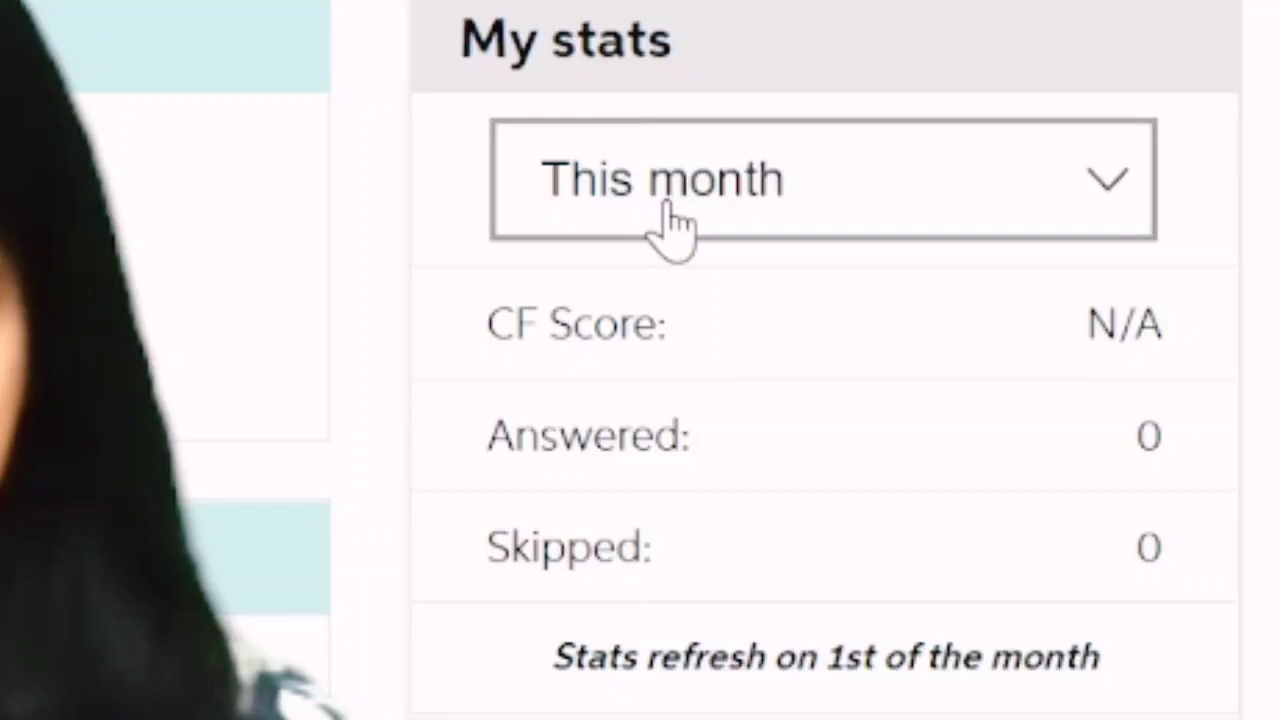 My stats
This month
CF Score: N/A
Answered: 0
Skipped: 0
Stats refresh on 1st of the month